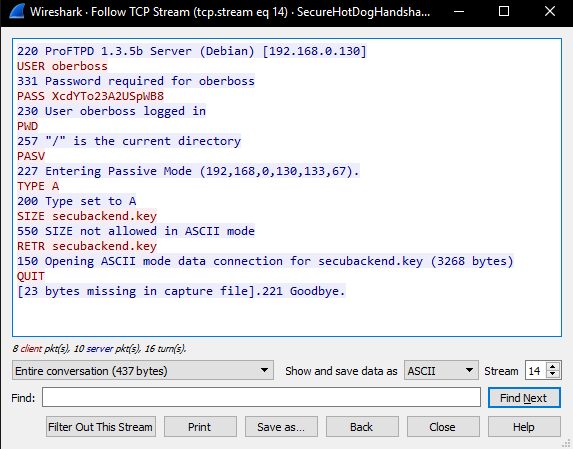 Wireshark · Follow TCP Stream (tcp.stream eq 14) · SecureHotDogHandsha...
220 ProFTPD 1.3.5b Server (Debian) [192.168.0.130]
USER oberboss
331 Password required for oberboss
PASS XcdYTo23A2USpWB8
230 User oberboss logged in
PWD
257 "/" is the current directory
PASV
227 Entering Passive Mode (192,168,0,130,133,67).
TYPE A
200 Type set to A
SIZE secubackend.key
550 SIZE not allowed in ASCII mode
RETR secubackend.key
150 Opening ASCII mode data connection for secubackend.key (3268 bytes)
QUIT
[23 bytes missing in capture file].221 Goodbye.
8 client pkt(s), 10 server pkt(s), 16 turn(s).
Entire conversation (437 bytes) Show and save data as ASCII Stream 14
Find: Find Next
Filter Out This Stream Print Save as... Back Close Help